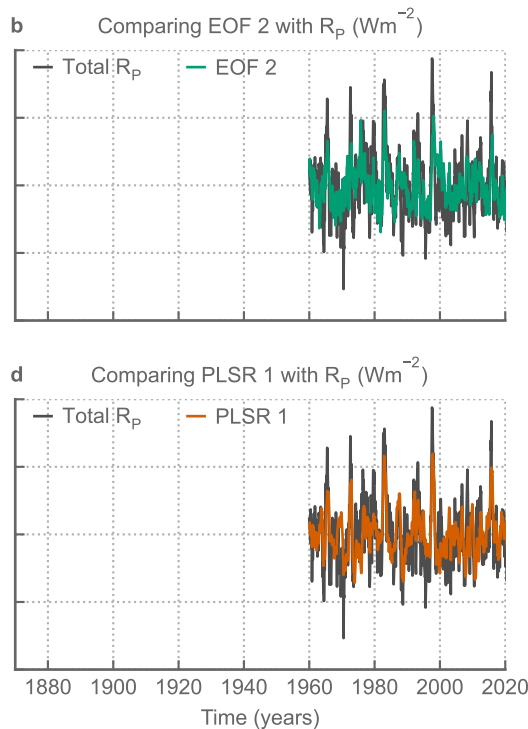 b Comparing EOF 2 with R_P (Wm⁻²)
Total R_P EOF 2
d Comparing PLSR 1 with R_P (Wm⁻²)
Total R_P PLSR 1
1880 1900 1920 1940 1960 1980 2000 2020
Time (years)